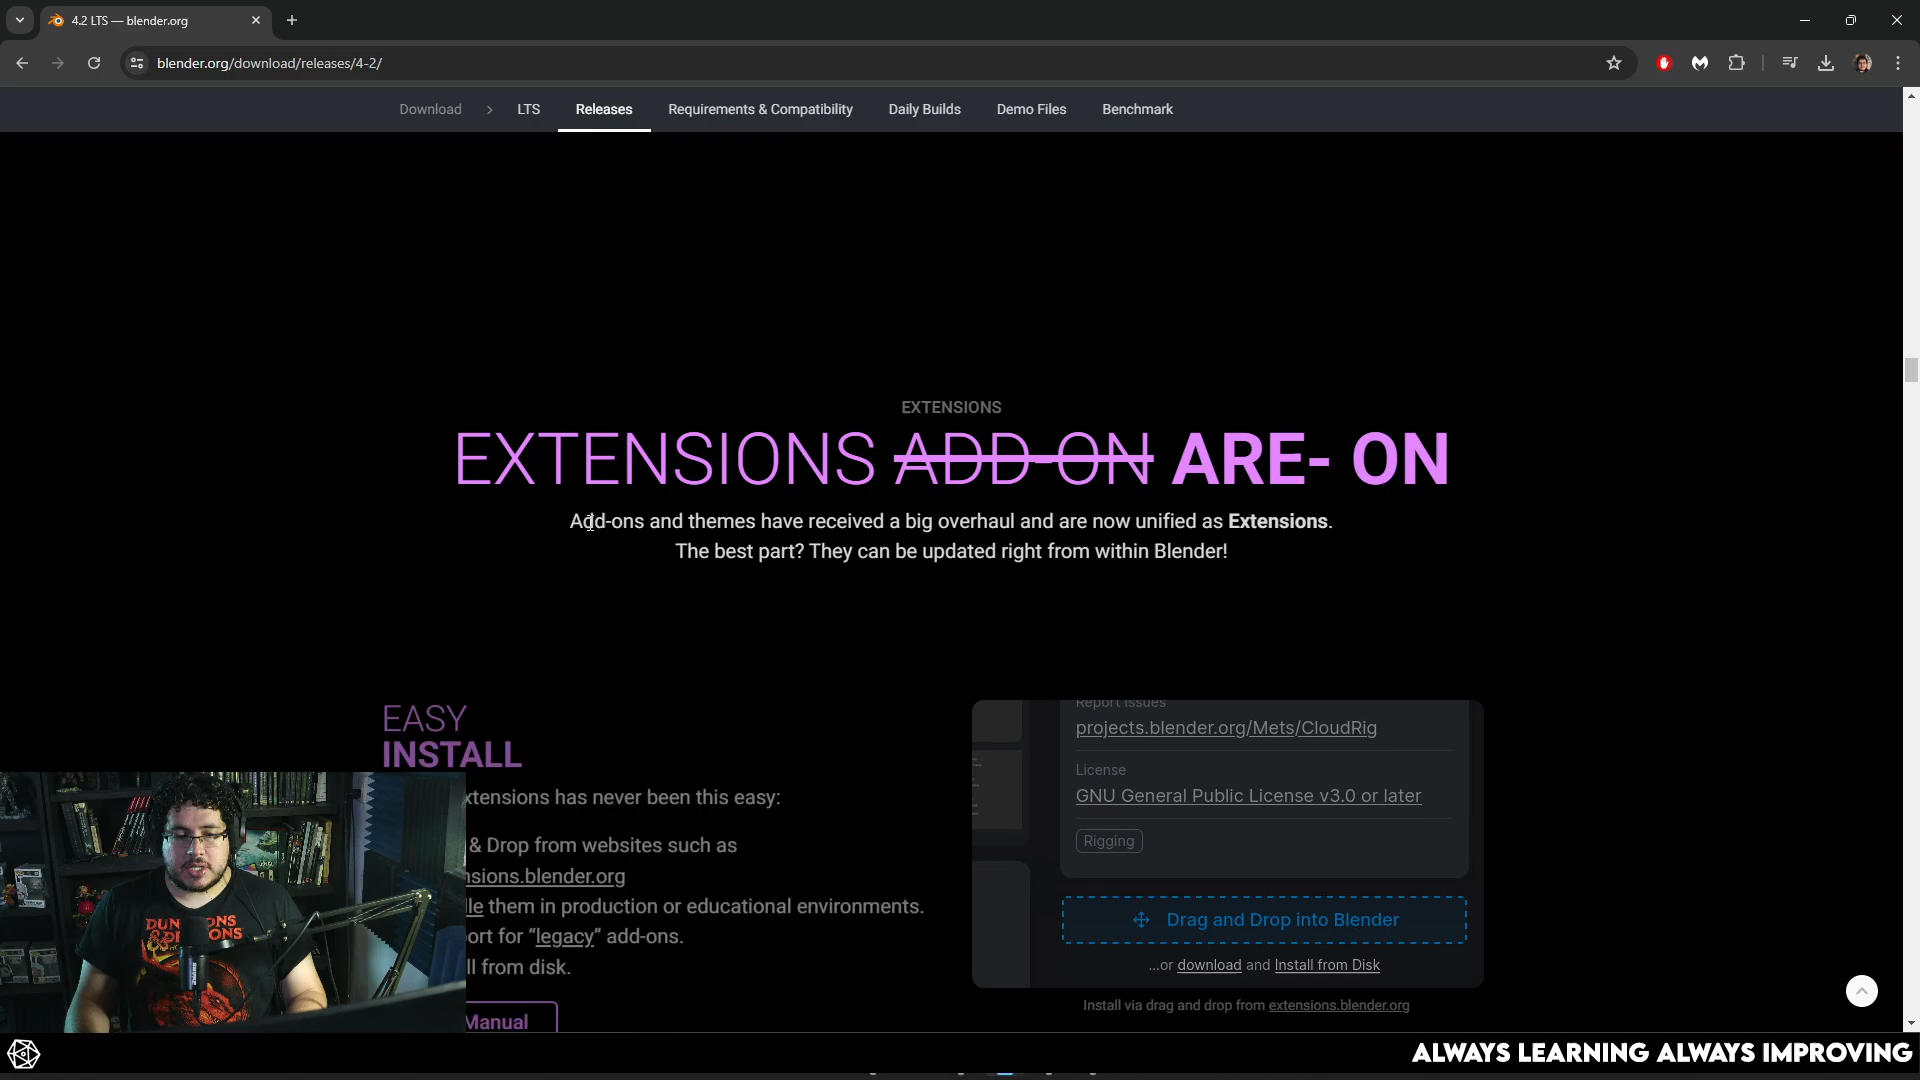 4.2 LTS — blender.org
blender.org/download/releases/4-2/
Download > LTS Releases Requirements & Compatibility Daily Builds Demo Files Benchmark
EXTENSIONS
EXTENSIONS ADD-ON ARE- ON
Add-ons and themes have received a big overhaul and are now unified as Extensions.
The best part? They can be updated right from within Blender!
EASY
INSTALL
xtensions has never been this easy:
& Drop from websites such as
nsions.blender.org
le them in production or educational environments.
ort for “legacy” add-ons.
ll from disk.
Manual
Report Issues
projects.blender.org/Mets/CloudRig
License
GNU General Public License v3.0 or later
Rigging
Drag and Drop into Blender
...or download and Install from Disk
Install via drag and drop from extensions.blender.org
ALWAYS LEARNING ALWAYS IMPROVING